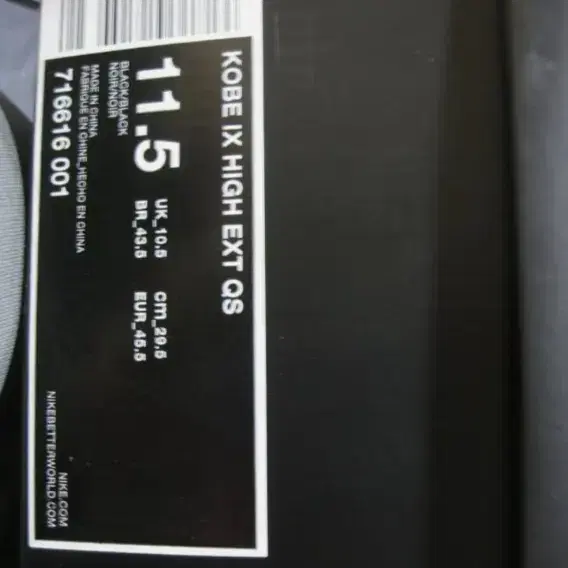 KOBE IX HIGH EXT QS
11.5
UK_10.5 cm_29.5
BR_43.5 EUR_45.5
BLACK/BLACK
NOIR/NOIR
MADE IN CHINA
FABRIQUE EN CHINE_HECHO EN CHINA
716616 001
NIKE.COM
NIKEBETTERWORLD.COM